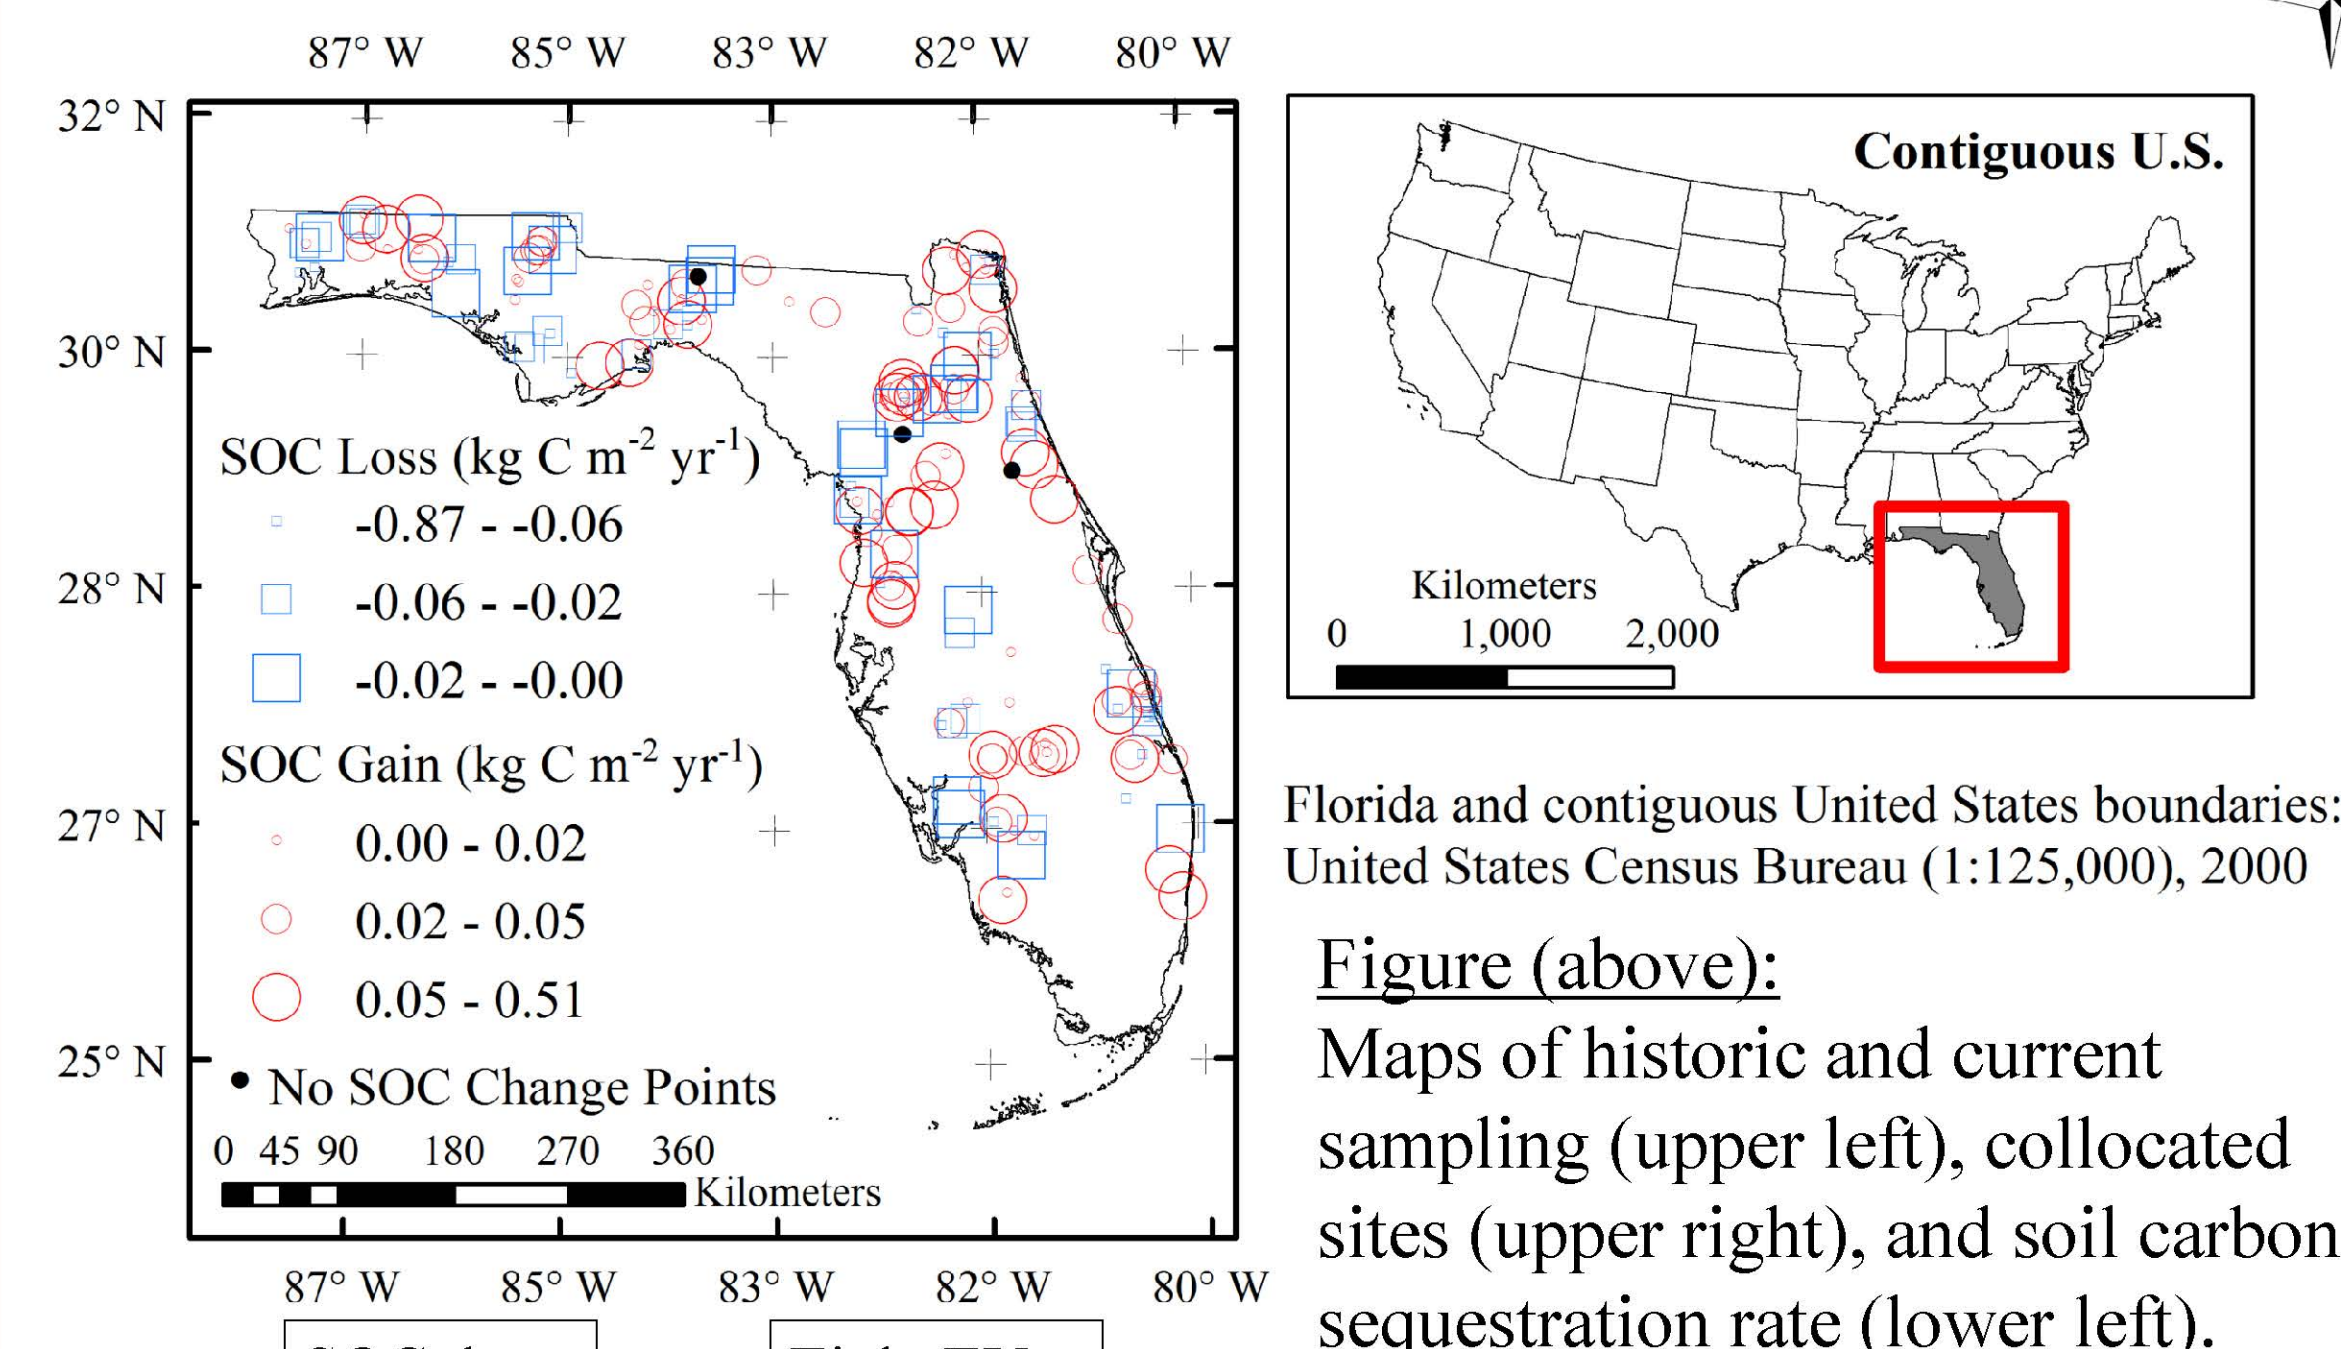 87° W 85° W 83° W 82° W 80° W
32° N
30° N
28° N
27° N
25° N
SOC Loss (kg C m-2 yr-1)
-0.87 - -0.06
-0.06 - -0.02
-0.02 - -0.00
SOC Gain (kg C m-2 yr-1)
0.00 - 0.02
0.02 - 0.05
0.05 - 0.51
No SOC Change Points
0 45 90 180 270 360
Kilometers
87° W 85° W 83° W 82° W 80° W
Contiguous U.S.
Kilometers
0 1,000 2,000
Florida and contiguous United States boundaries:
United States Census Bureau (1:125,000), 2000
Figure (above):
Maps of historic and current
sampling (upper left), collocated
sites (upper right), and soil carbon
sequestration rate (lower left).